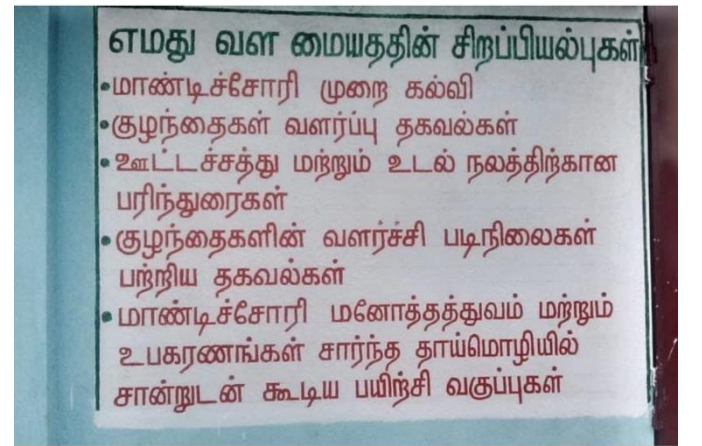 எமது வள மையததின் சிறப்பியல்புகள்
•மாண்டிச்சோரி முறை கல்வி
•குழந்தைகள் வளர்ப்பு தகவல்கள்
•ஊட்டச்சத்து மற்றும் உடல் நலத்திற்கான
பரிந்துரைகள்
•குழந்தைகளின் வளர்ச்சி படிநிலைகள்
பற்றிய தகவல்கள்
•மாண்டிச்சோரி மனோத்தத்துவம் மற்றும்
உபகரணங்கள் சார்ந்த தாய்மொழியில்
சான்றுடன் கூடிய பயிற்சி வகுப்புகள்